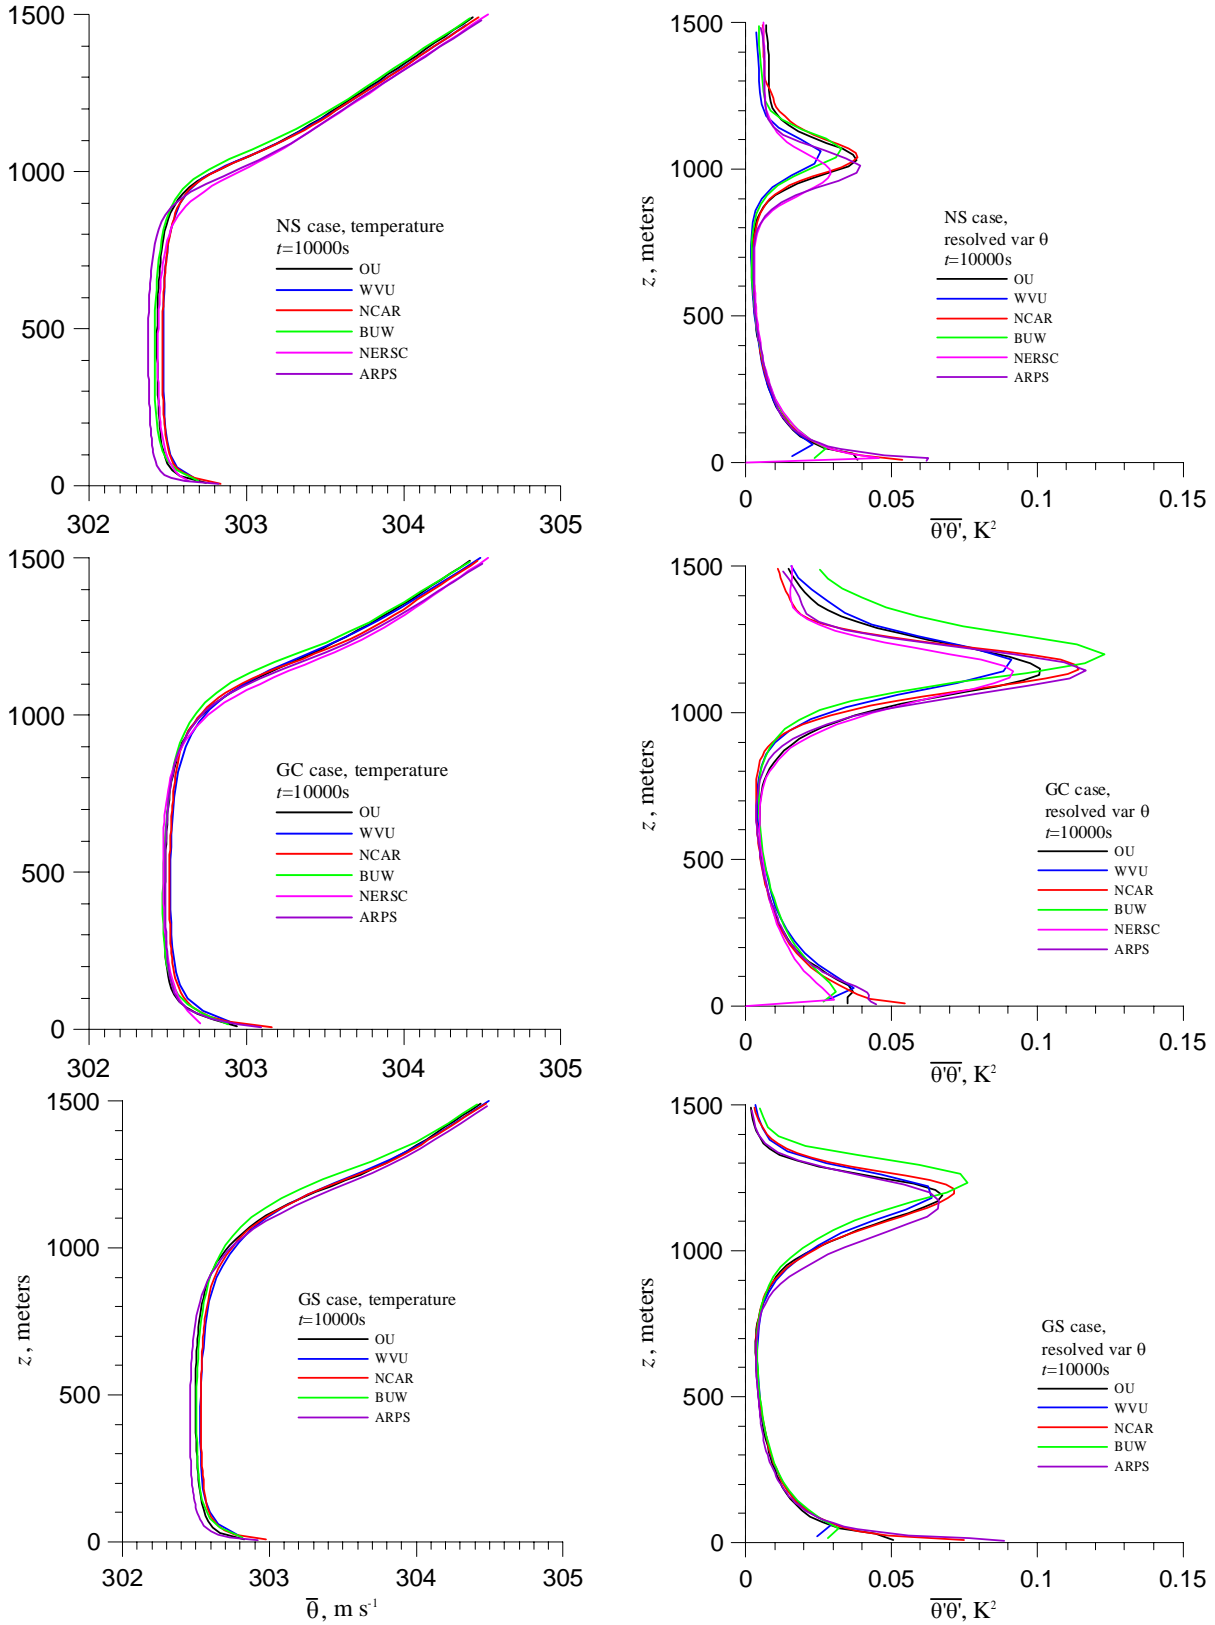 1500
1000
500
0
302
303
304
305
NS case, temperature
t=10000s
OU
WVU
NCAR
BUW
NERSC
ARPS
1500
1000
500
0
z, meters
0
0.05
0.1
0.15
θ'θ', K²
NS case,
resolved var θ
t=10000s
OU
WVU
NCAR
BUW
NERSC
ARPS
1500
1000
500
0
302
303
304
305
GC case, temperature
t=10000s
OU
WVU
NCAR
BUW
NERSC
ARPS
1500
1000
500
0
z, meters
0
0.05
0.1
0.15
θ'θ', K²
GC case,
resolved var θ
t=10000s
OU
WVU
NCAR
BUW
NERSC
ARPS
1500
1000
500
0
z, meters
302
303
304
305
θ, m s⁻¹
GS case, temperature
t=10000s
OU
WVU
NCAR
BUW
ARPS
1500
1000
500
0
z, meters
0
0.05
0.1
0.15
θ'θ', K²
GS case,
resolved var θ
t=10000s
OU
WVU
NCAR
BUW
ARPS